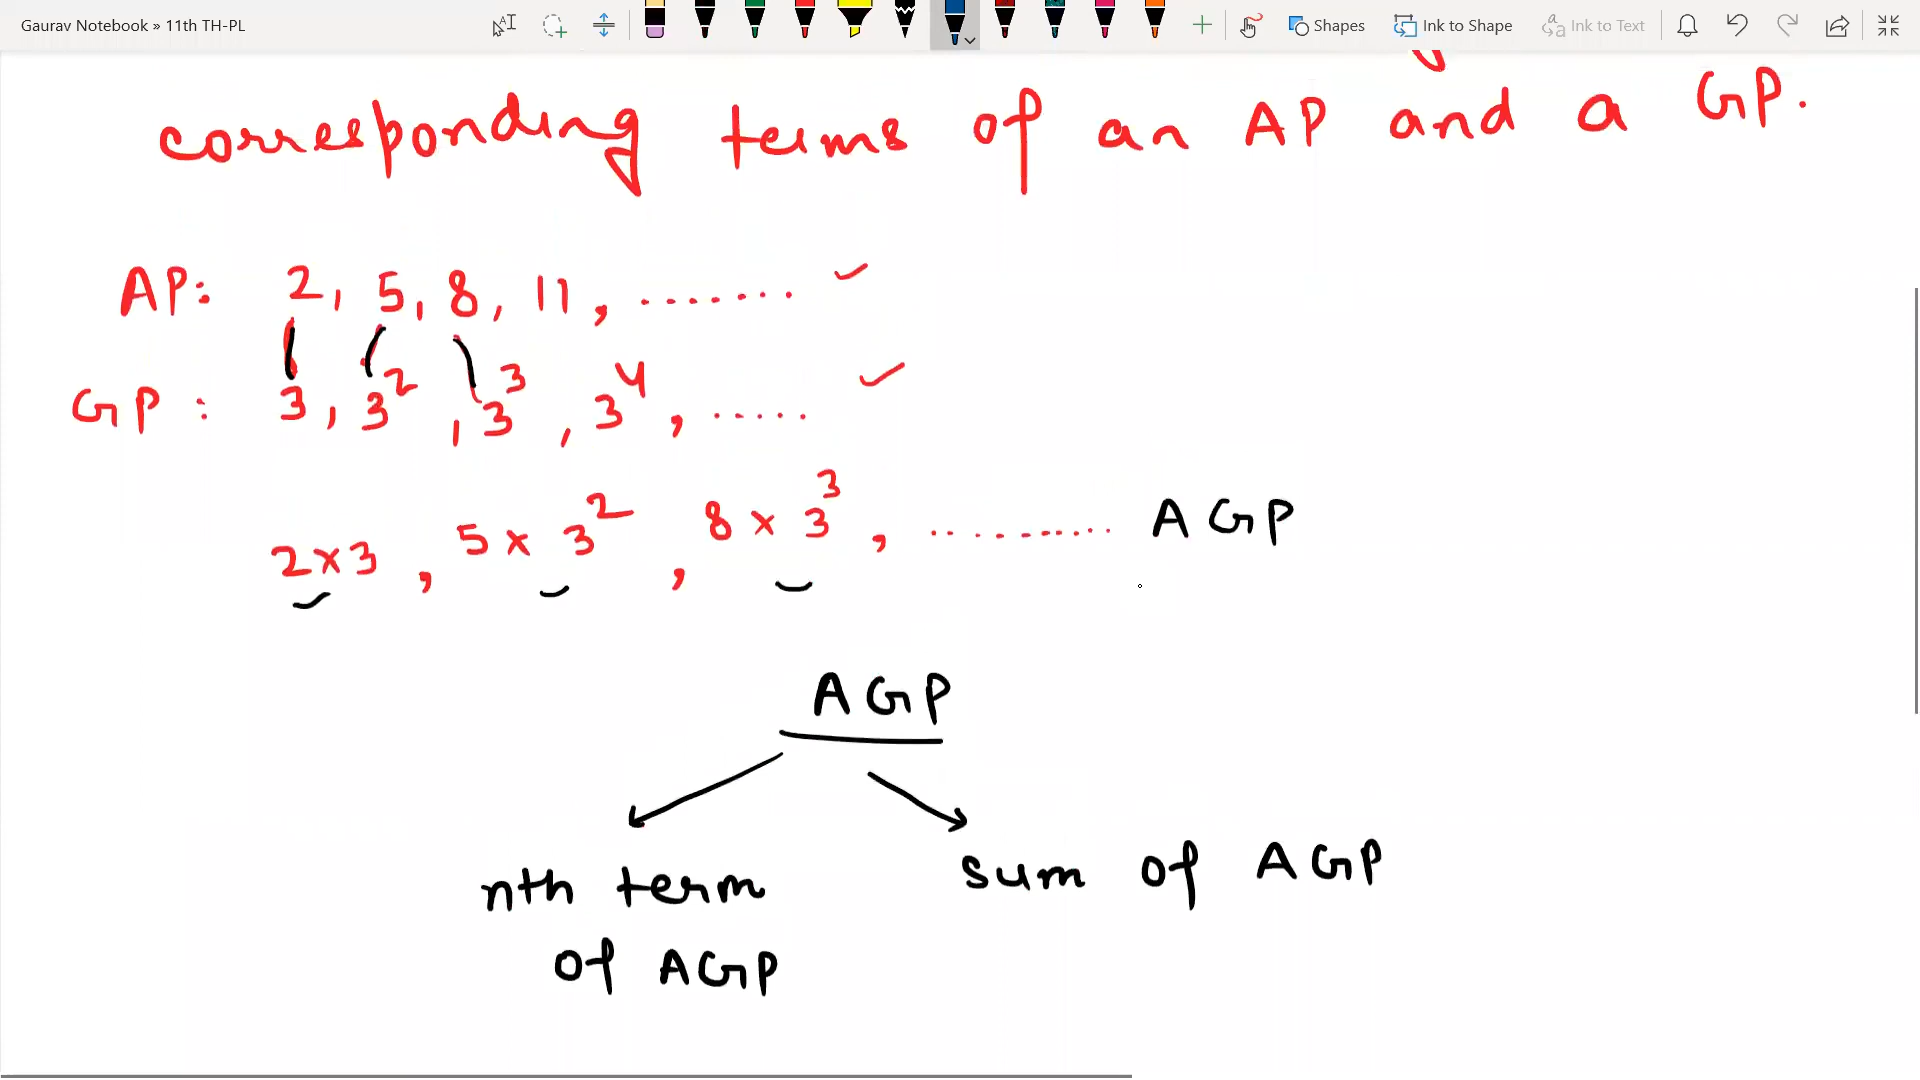 Gaurav Notebook » 11th TH-PL
Shapes
Ink to Shape
Ink to Text
corresponding terms of an AP and a GP.
AP: 2, 5, 8, 11, ........
GP : 3, 3², 3³, 3⁴, .....
2×3, 5 × 3², 8 × 3³, .......... AGP
AGP
nth term
of AGP
sum of AGP